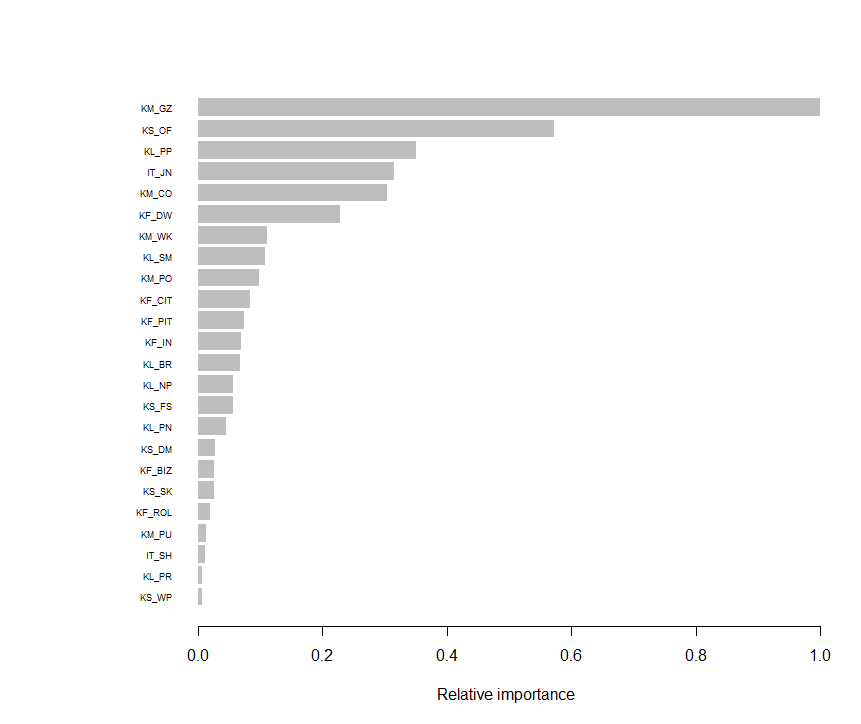 KM_GZ
KS_OF
KL_PP
IT_JN
KM_CO
KF_DW
KM_WK
KL_SM
KM_PO
KF_CIT
KF_PIT
KF_IN
KL_BR
KL_NP
KS_FS
KL_PN
KS_DM
KF_BIZ
KS_SK
KF_ROL
KM_PU
IT_SH
KL_PR
KS_WP
0.0 0.2 0.4 0.6 0.8 1.0
Relative importance